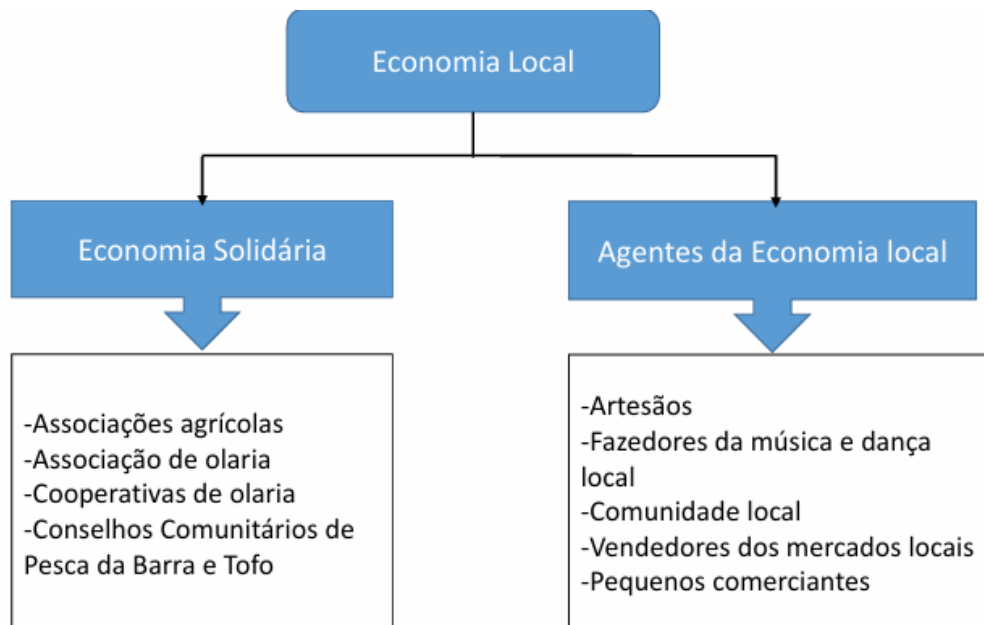 Economia Local
Economia Solidária
Agentes da Economia local
-Associações agrícolas
-Associação de olaria
-Cooperativas de olaria
-Conselhos Comunitários de
Pesca da Barra e Tofo
-Artesãos
-Fazedores da música e dança
local
-Comunidade local
-Vendedores dos mercados locais
-Pequenos comerciantes